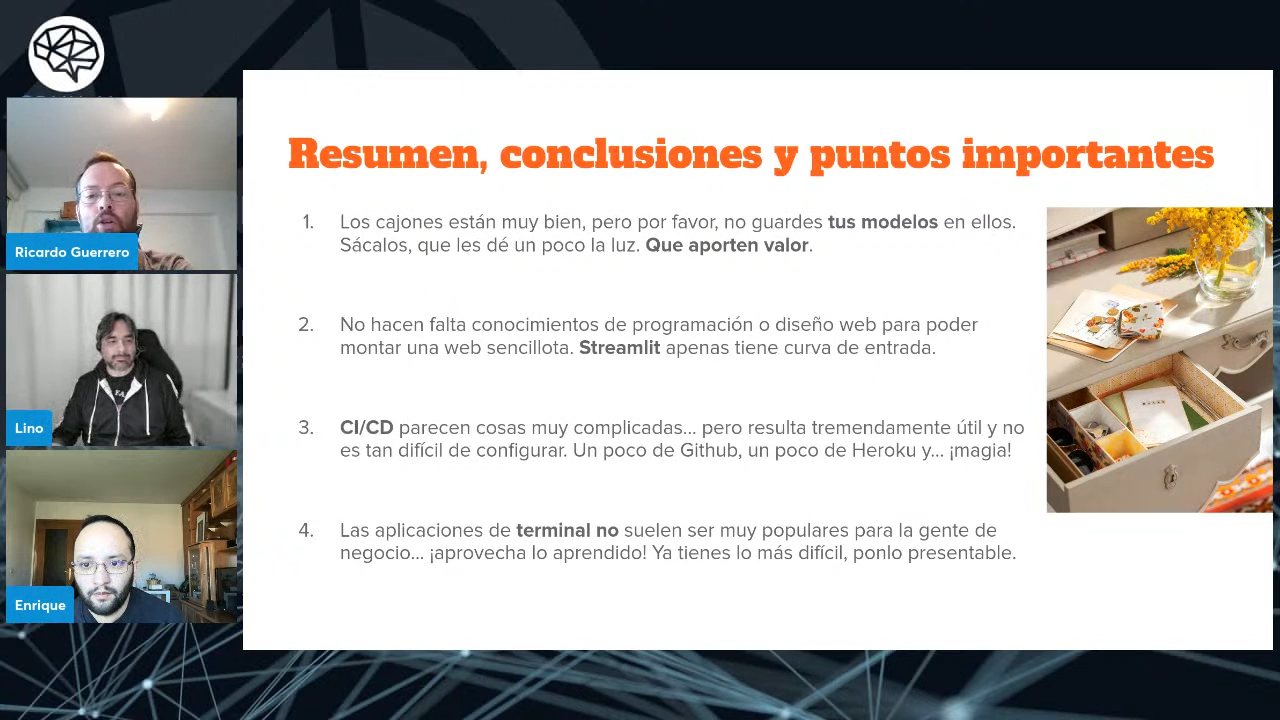 Ricardo Guerrero
Lino
Enrique
Resumen, conclusiones y puntos importantes
1. Los cajones están muy bien, pero por favor, no guardes tus modelos en ellos.
Sácalos, que les dé un poco la luz. Que aporten valor.
2. No hacen falta conocimientos de programación o diseño web para poder
montar una web sencillota. Streamlit apenas tiene curva de entrada.
3. CI/CD parecen cosas muy complicadas... pero resulta tremendamente útil y no
es tan difícil de configurar. Un poco de Github, un poco de Heroku y... ¡magia!
4. Las aplicaciones de terminal no suelen ser muy populares para la gente de
negocio... ¡aprovecha lo aprendido! Ya tienes lo más difícil, ponlo presentable.